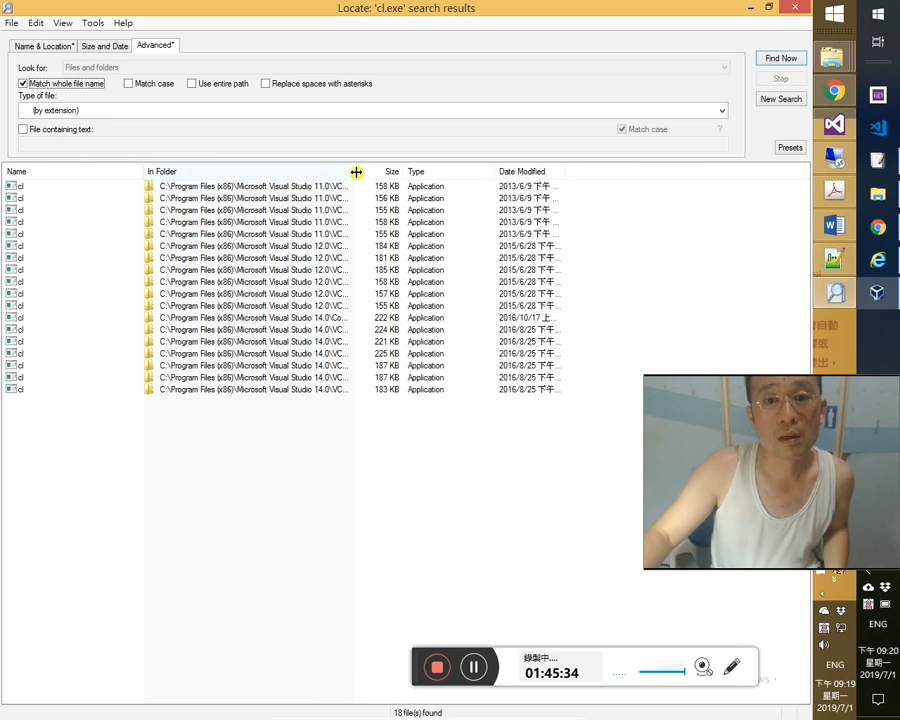 Locate: 'cl.exe' search results
File Edit View Tools Help
Name & Location* Size and Date Advanced*
Look for: Files and folders
Match whole file name Match case Use entire path Replace spaces with asterisks
Type of file:
(by extension)
File containing text: Match case ?
Find Now
Stop
New Search
Presets
Name In Folder Size Type Date Modified
cl C:\Program Files (x86)\Microsoft Visual Studio 11.0\VC... 158 KB Application 2013/6/9 下午 ...
cl C:\Program Files (x86)\Microsoft Visual Studio 11.0\VC... 156 KB Application 2013/6/9 下午 ...
cl C:\Program Files (x86)\Microsoft Visual Studio 11.0\VC... 155 KB Application 2013/6/9 下午 ...
cl C:\Program Files (x86)\Microsoft Visual Studio 11.0\VC... 158 KB Application 2013/6/9 下午 ...
cl C:\Program Files (x86)\Microsoft Visual Studio 11.0\VC... 155 KB Application 2013/6/9 下午 ...
cl C:\Program Files (x86)\Microsoft Visual Studio 12.0\VC... 184 KB Application 2015/6/28 下午...
cl C:\Program Files (x86)\Microsoft Visual Studio 12.0\VC... 181 KB Application 2015/6/28 下午...
cl C:\Program Files (x86)\Microsoft Visual Studio 12.0\VC... 185 KB Application 2015/6/28 下午...
cl C:\Program Files (x86)\Microsoft Visual Studio 12.0\VC... 158 KB Application 2015/6/28 下午...
cl C:\Program Files (x86)\Microsoft Visual Studio 12.0\VC... 157 KB Application 2015/6/28 下午...
cl C:\Program Files (x86)\Microsoft Visual Studio 12.0\VC... 155 KB Application 2015/6/28 下午...
cl C:\Program Files (x86)\Microsoft Visual Studio 14.0\Co... 222 KB Application 2016/10/17 上...
cl C:\Program Files (x86)\Microsoft Visual Studio 14.0\VC... 224 KB Application 2016/8/25 下午...
cl C:\Program Files (x86)\Microsoft Visual Studio 14.0\VC... 221 KB Application 2016/8/25 下午...
cl C:\Program Files (x86)\Microsoft Visual Studio 14.0\VC... 225 KB Application 2016/8/25 下午...
cl C:\Program Files (x86)\Microsoft Visual Studio 14.0\VC... 187 KB Application 2016/8/25 下午...
cl C:\Program Files (x86)\Microsoft Visual Studio 14.0\VC... 187 KB Application 2016/8/25 下午...
cl C:\Program Files (x86)\Microsoft Visual Studio 14.0\VC... 183 KB Application 2016/8/25 下午...
錄製中....
01:45:34
18 file(s) found
ENG
下午 09:19
星期一
2019/7/1
ENG
下午 09:20
星期一
2019/7/1